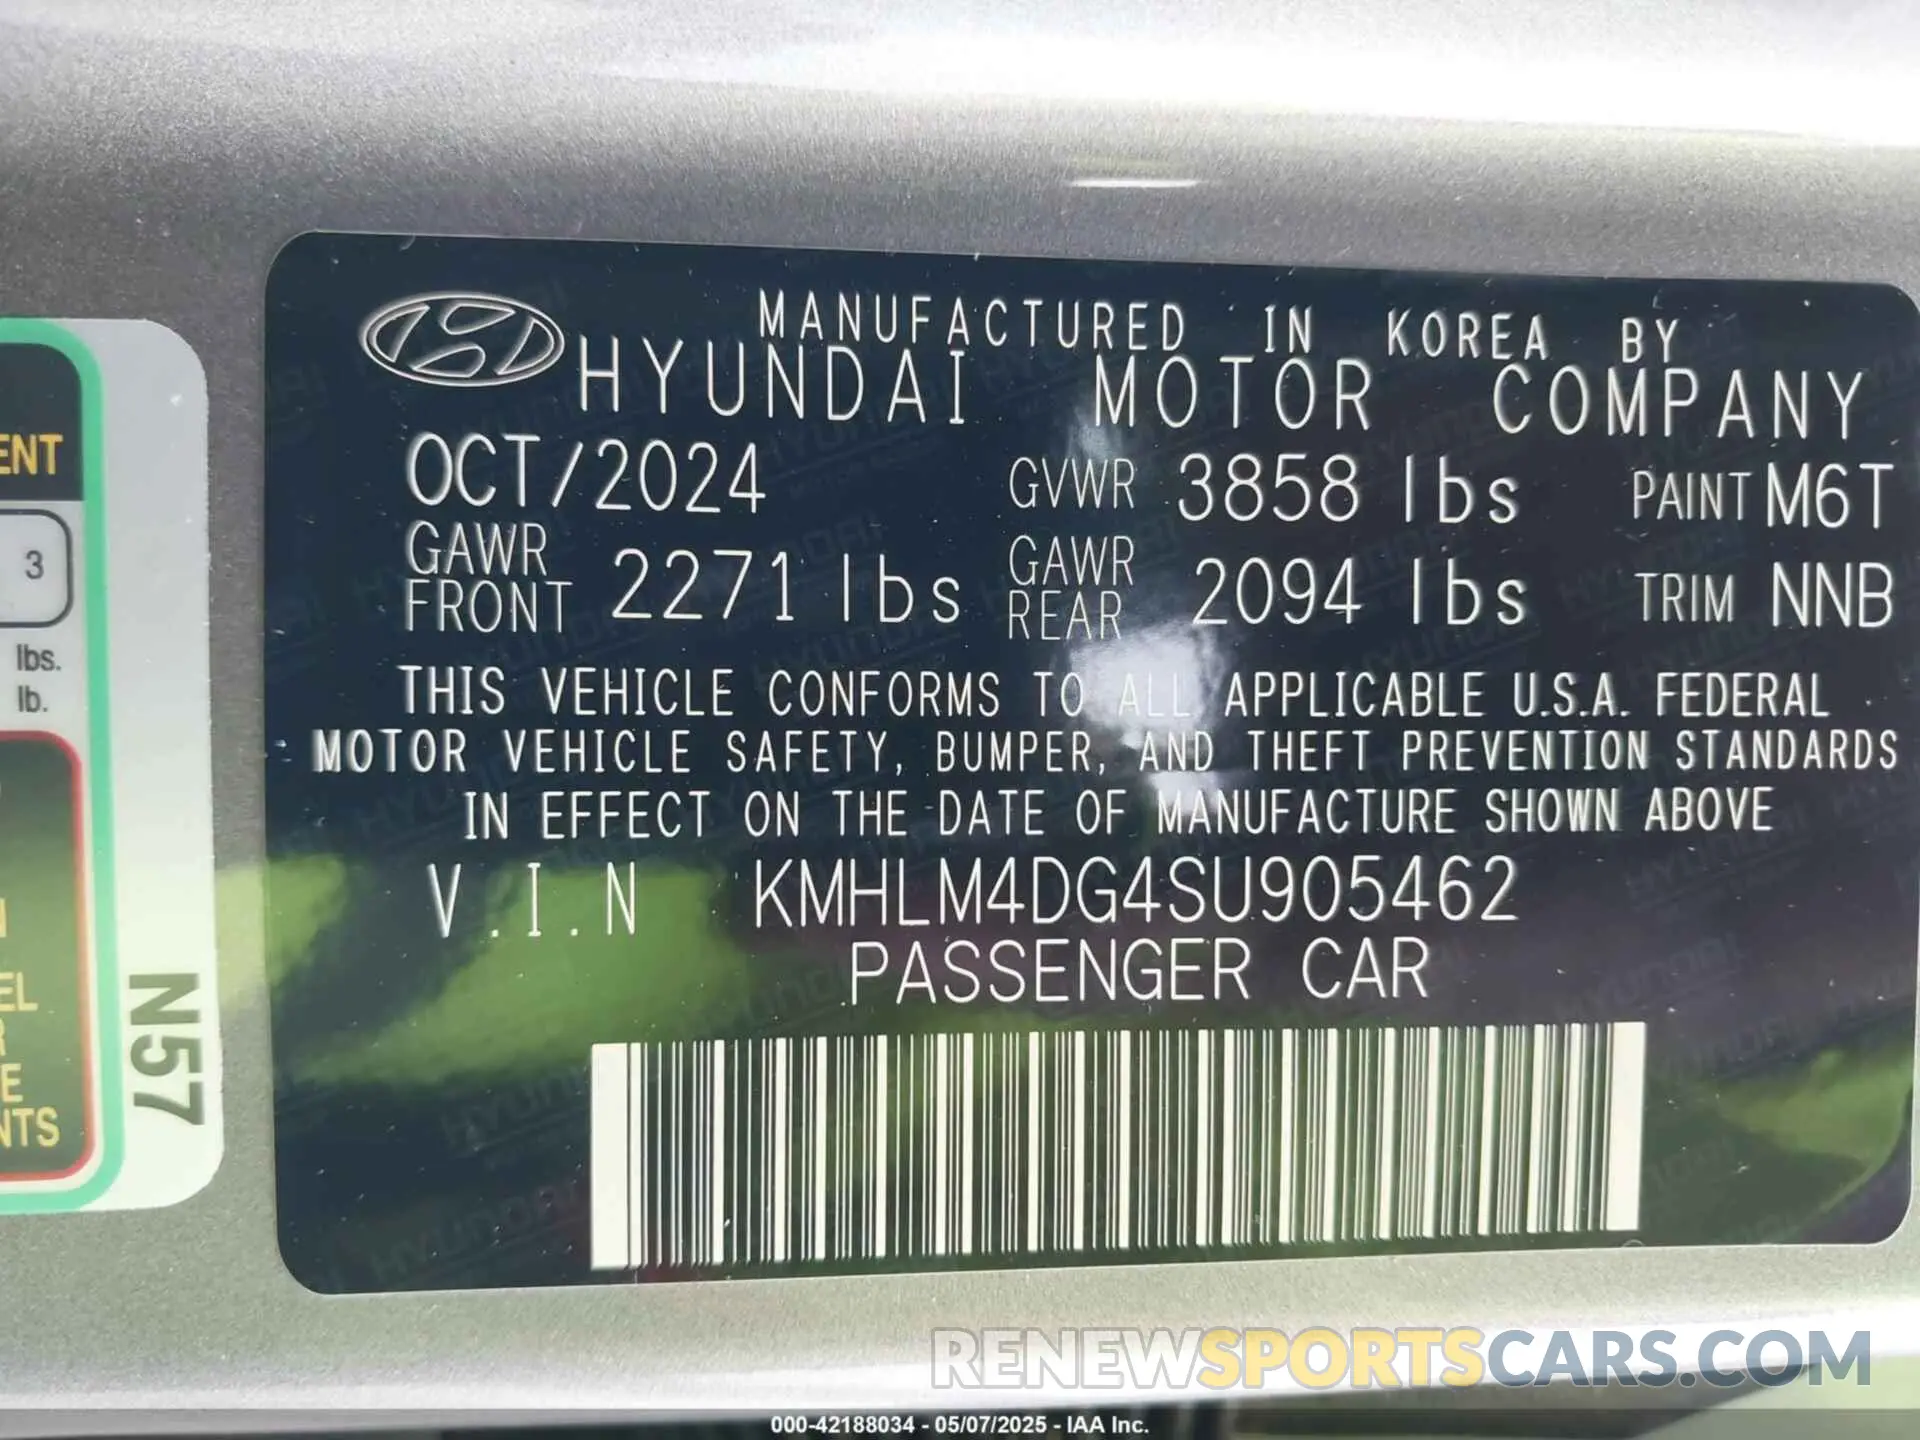 MANUFACTURED IN KOREA BY
HYUNDAI MOTOR COMPANY
OCT/2024 GVWR 3858 lbs PAINT M6T
GAWR FRONT 2271 lbs GAWR REAR 2094 lbs TRIM NNB
THIS VEHICLE CONFORMS TO ALL APPLICABLE U.S.A. FEDERAL
MOTOR VEHICLE SAFETY, BUMPER, AND THEFT PREVENTION STANDARDS
IN EFFECT ON THE DATE OF MANUFACTURE SHOWN ABOVE
V.I.N KMHLM4DG4SU905462
PASSENGER CAR
3
lbs.
lb.
N57
RENEWSPORTSCARS.COM
000-42188034 - 05/07/2025 - IAA Inc.